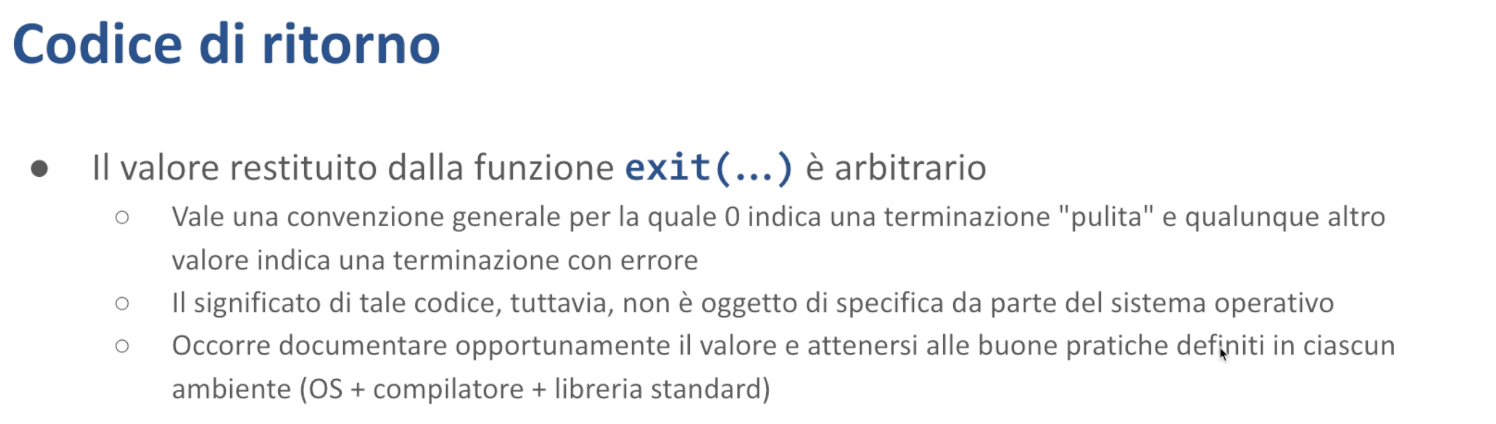 Codice di ritorno
● Il valore restituito dalla funzione exit(...) è arbitrario
○ Vale una convenzione generale per la quale 0 indica una terminazione "pulita" e qualunque altro
valore indica una terminazione con errore
○ Il significato di tale codice, tuttavia, non è oggetto di specifica da parte del sistema operativo
○ Occorre documentare opportunamente il valore e attenersi alle buone pratiche definiti in ciascun
ambiente (OS + compilatore + libreria standard)